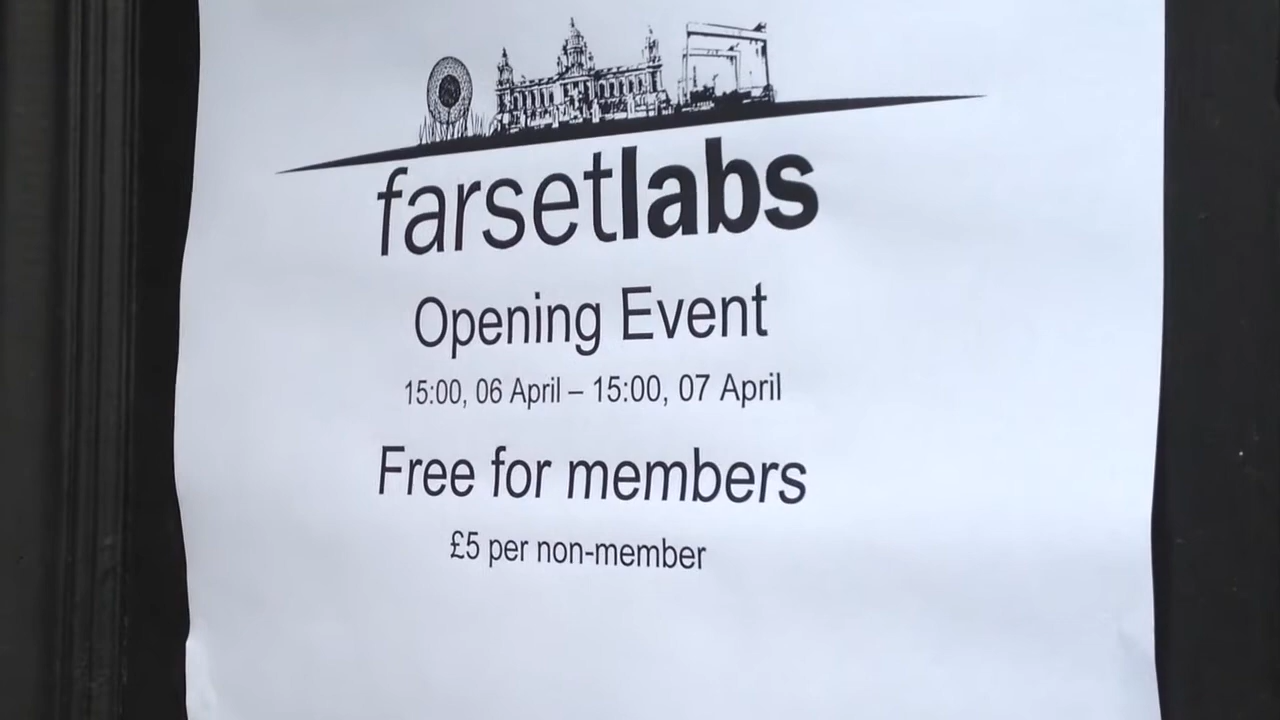 farsetlabs
Opening Event
15:00, 06 April – 15:00, 07 April
Free for members
£5 per non-member